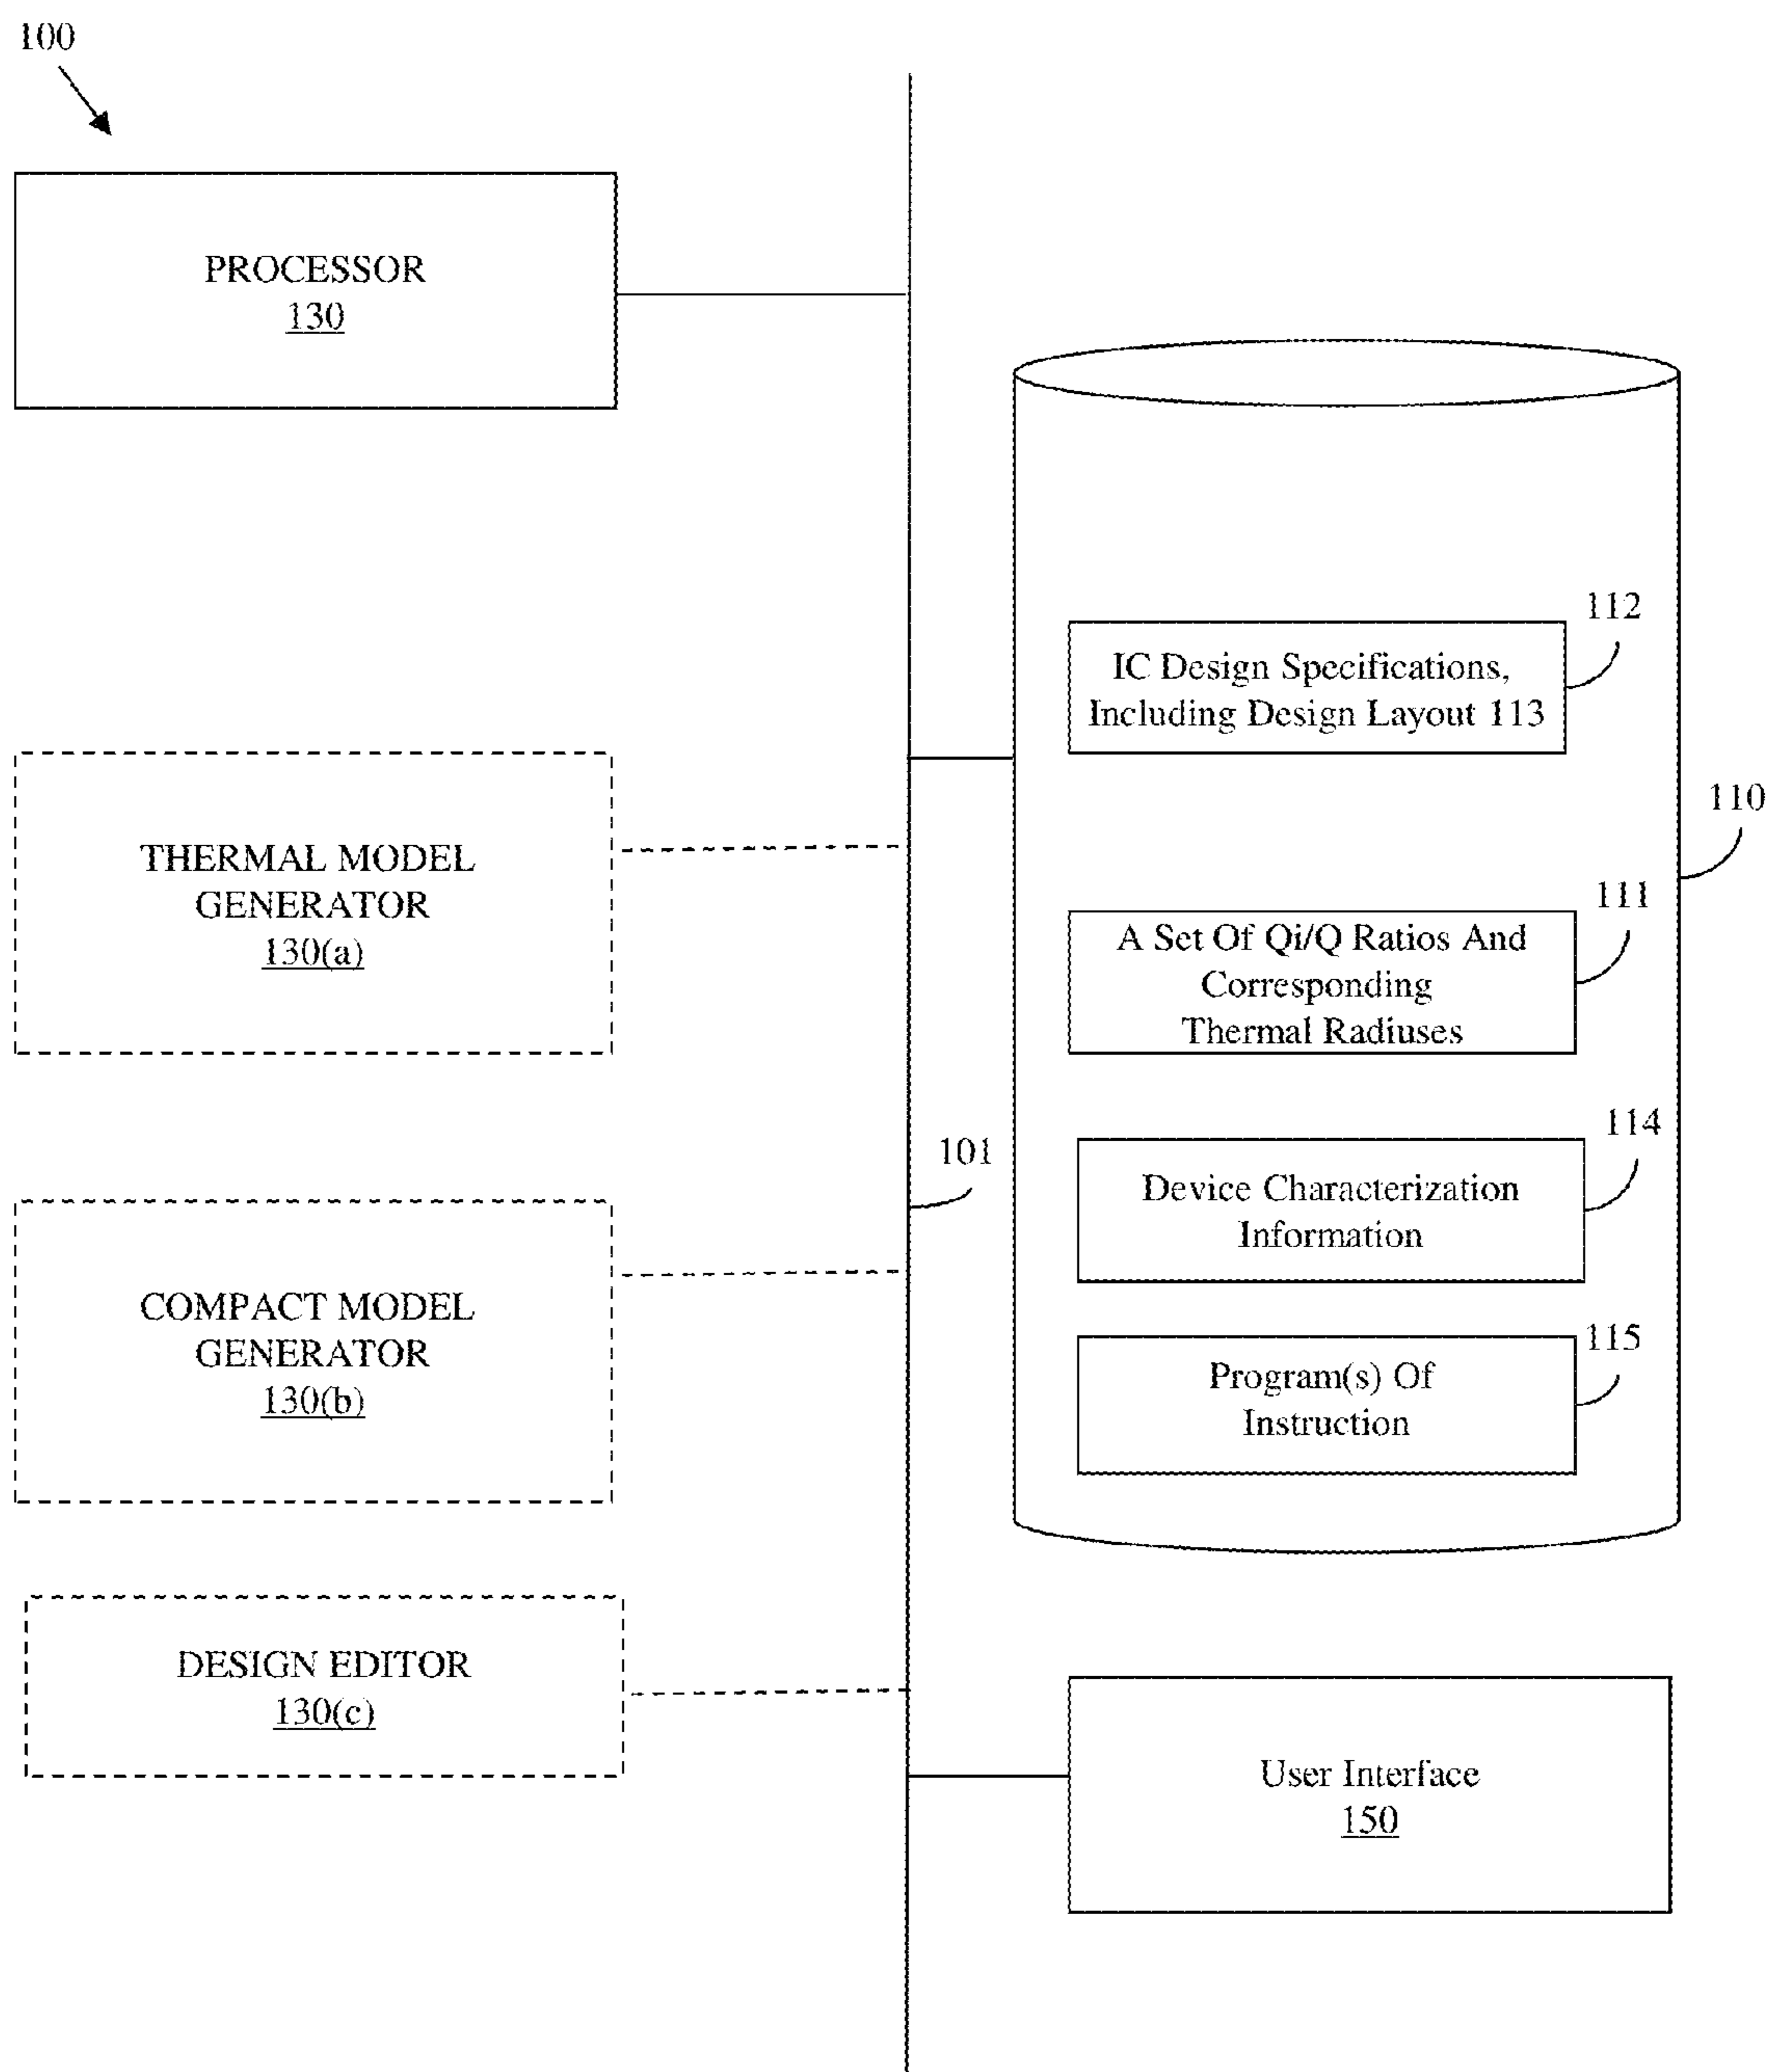 100
PROCESSOR
130
112
IC Design Specifications,
Including Design Layout 113
110
THERMAL MODEL
GENERATOR
130(a)
111
A Set Of Qi/Q Ratios And
Corresponding
Thermal Radiuses
101
114
Device Characterization
Information
COMPACT MODEL
GENERATOR
130(b)
115
Program(s) Of
Instruction
DESIGN EDITOR
130(c)
User Interface
150